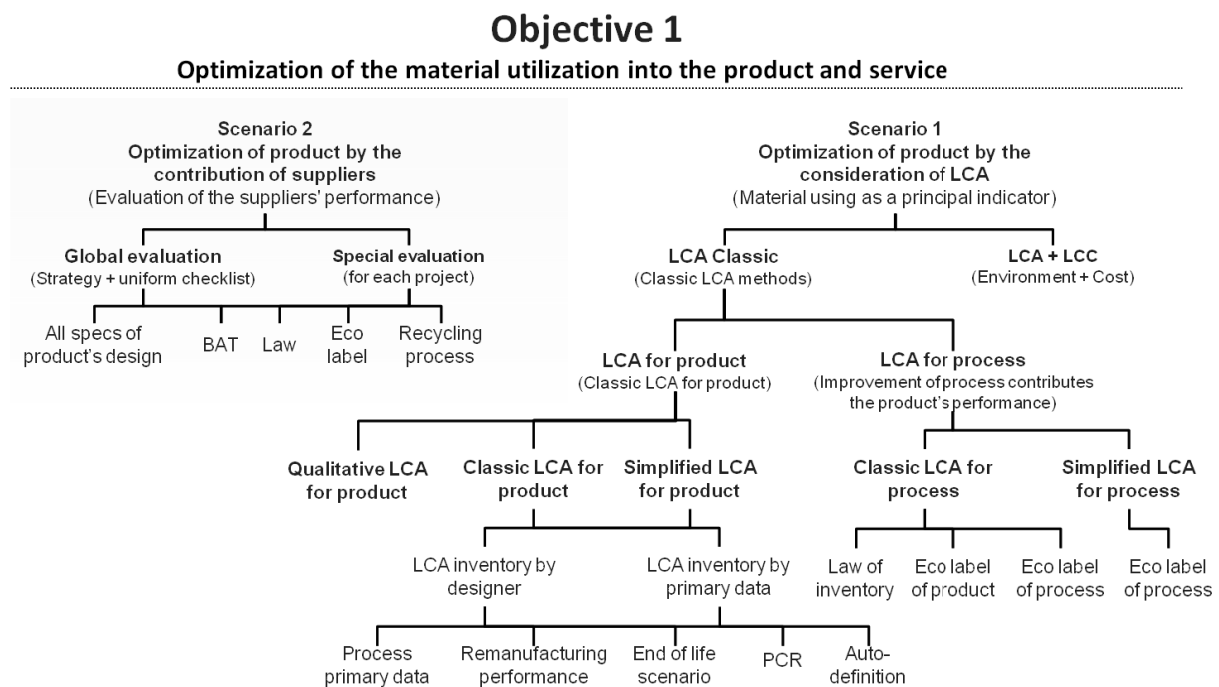 Objective 1
Optimization of the material utilization into the product and service
Scenario 2
Optimization of product by the
contribution of suppliers
(Evaluation of the suppliers' performance)
Global evaluation
(Strategy + uniform checklist)
Special evaluation
(for each project)
All specs of
product's design
BAT
Law
Eco
label
Recycling
process
Scenario 1
Optimization of product by the
consideration of LCA
(Material using as a principal indicator)
LCA Classic
(Classic LCA methods)
LCA + LCC
(Environment + Cost)
LCA for product
(Classic LCA for product)
LCA for process
(Improvement of process contributes
the product's performance)
Qualitative LCA
for product
Classic LCA for
product
Simplified LCA
for product
Classic LCA for
process
Simplified LCA
for process
LCA inventory by
designer
LCA inventory by
primary data
Law of
inventory
Eco label
of product
Eco label
of process
Eco label
of process
Process
primary data
Remanufacturing
performance
End of life
scenario
PCR
Auto-
definition